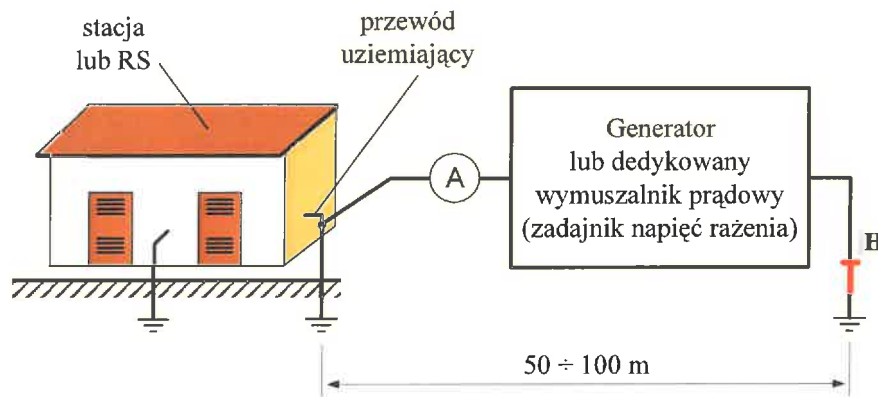 stacja
lub RS
przewód
uziemiający
A
Generator
lub dedykowany
wymuszalnik prądowy
(zadajnik napięć rażenia)
H
50 ÷ 100 m